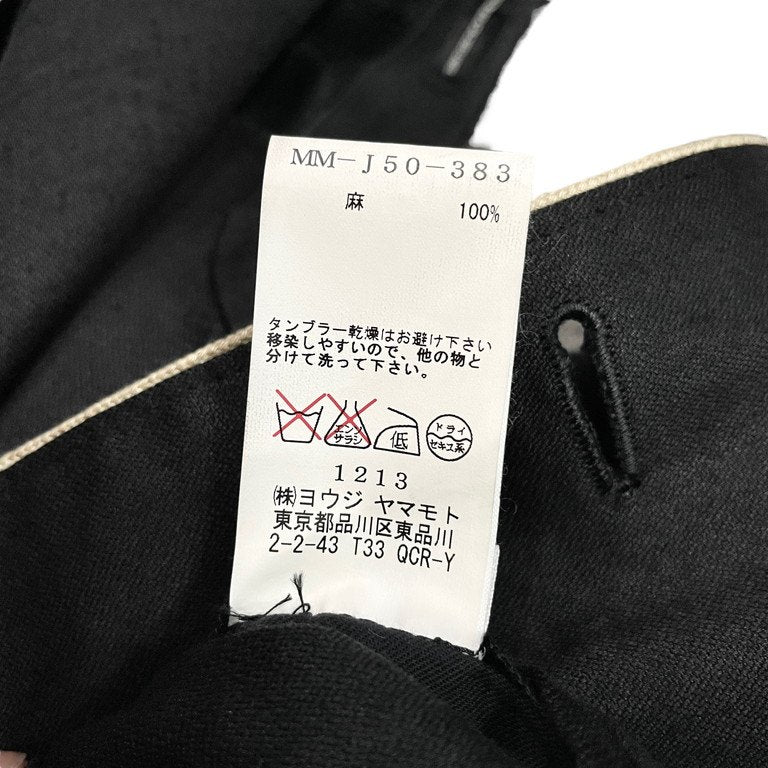 MM-J50-383
麻 100%
タンブラー乾燥はお避け下さい
移染しやすいので、他の物と
分けて洗って下さい。
エンソ
サラシ
低
ドライ
セキユ系
1213
(株)ヨウジ ヤマモト
東京都品川区東品川
2-2-43 T33 QCR-Y